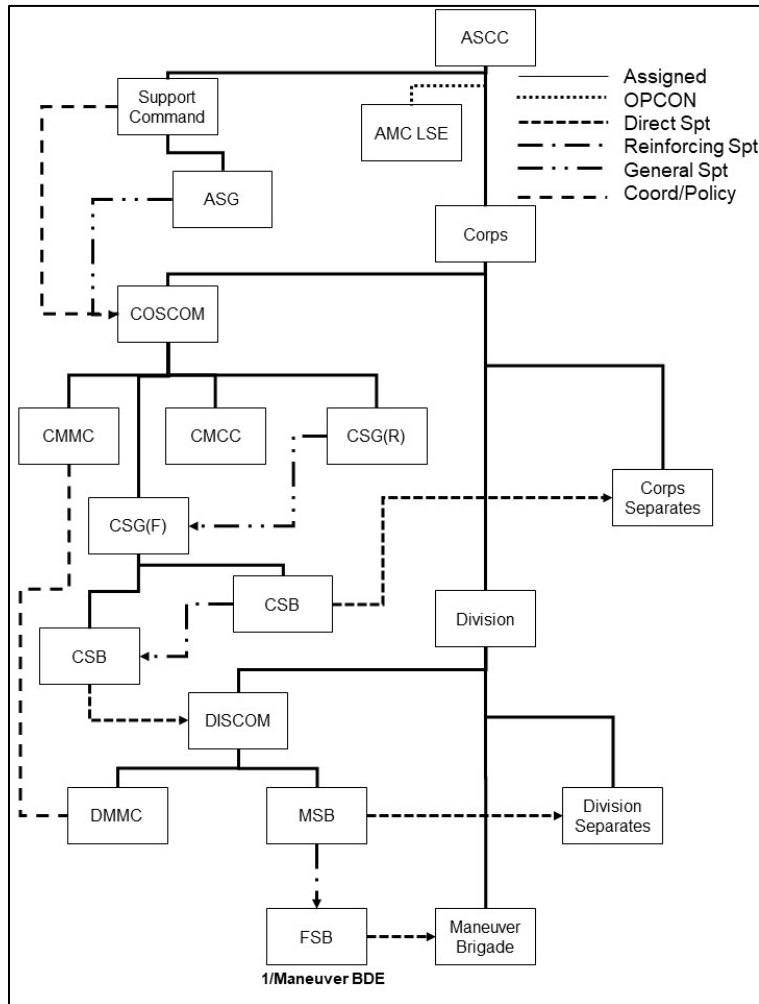 ASCC
Assigned
OPCON
Direct Spt
Reinforcing Spt
General Spt
Coord/Policy
Support
Command
AMC LSE
ASG
Corps
COSCOM
CMMC
CMCC
CSG(R)
Corps
Separates
CSG(F)
CSB
Division
CSB
DISCOM
DMMC
MSB
Division
Separates
FSB
Maneuver
Brigade
1/Maneuver BDE